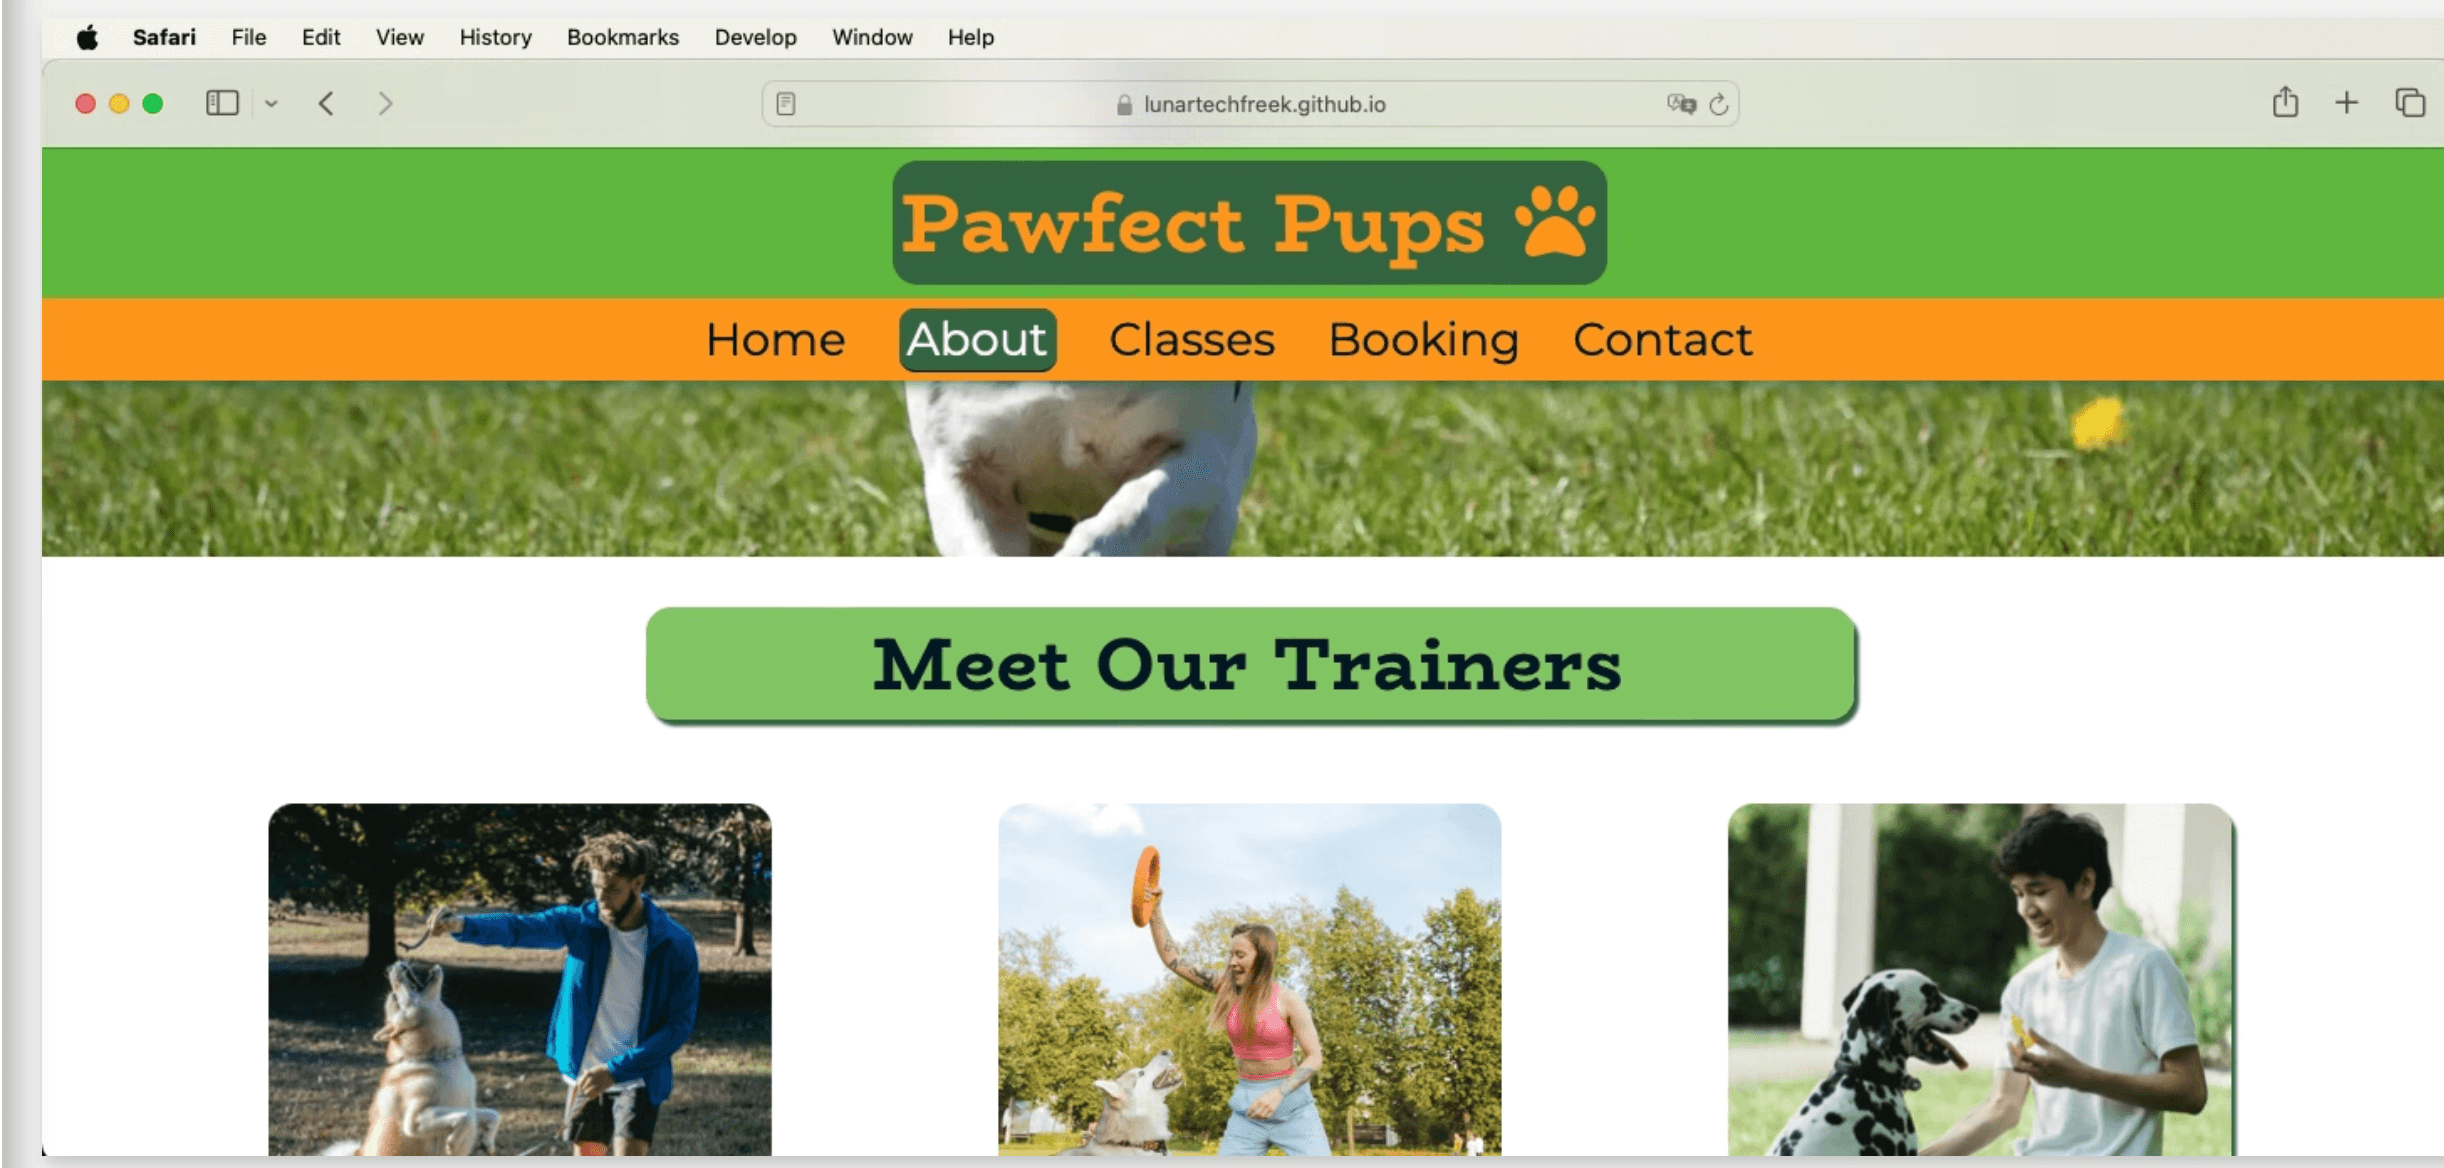 Safari File Edit View History Bookmarks Develop Window Help
lunartechfreek.github.io
Pawfect Pups
Home About Classes Booking Contact
Meet Our Trainers